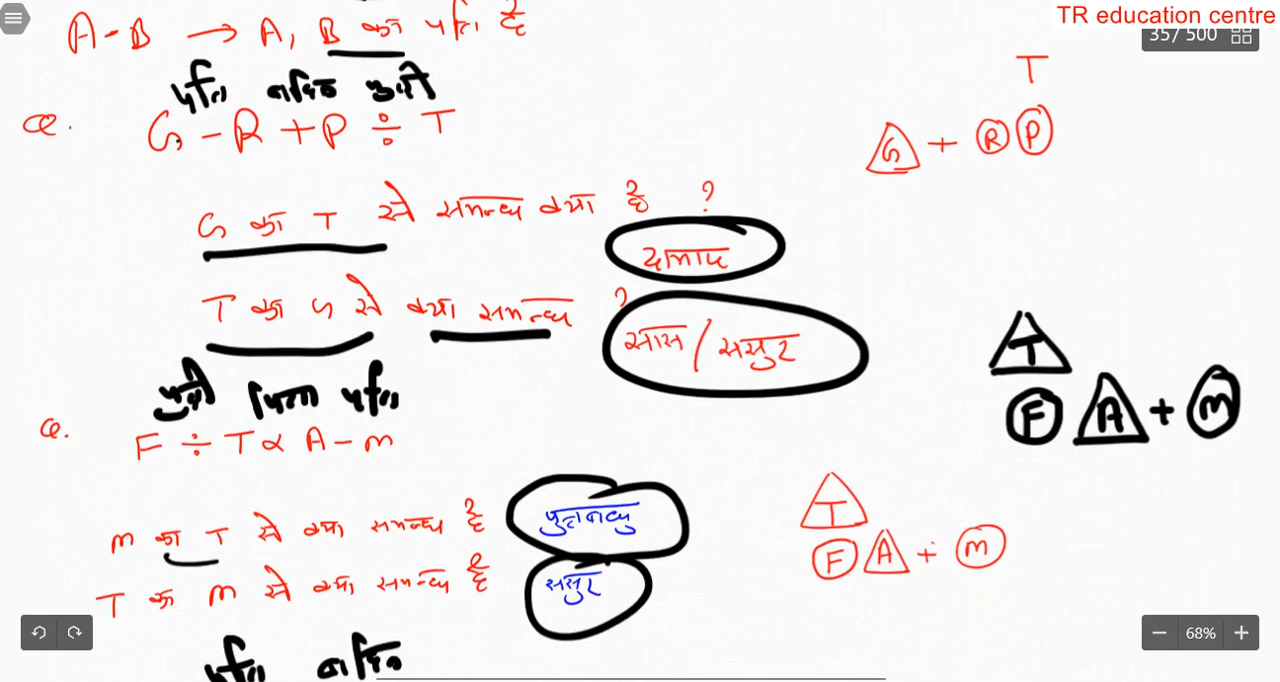 TR education centre
35/ 500
A - B → A, B का पति है
पति बहिन पुत्री
Q. G - R + P ÷ T
T
G + R P
G का T से सम्बन्ध क्या है ?
दामाद
T का G से क्या सम्बन्ध ?
सास / ससुर
पुत्री पिता पति
Q. F ÷ T ∝ A - m
T
F A + m
m का T से क्या सम्बन्ध है
पुत्रवधु
T का m से क्या सम्बन्ध है
ससुर
T
F A + m
68%
पति बहिन